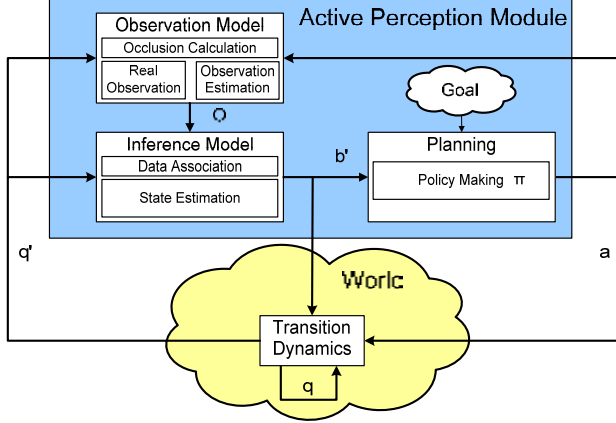 Active Perception Module
Observation Model
Occlusion Calculation
Real
Observation
Observation
Estimation
Goal
O
Inference Model
Data Association
State Estimation
b'
Planning
Policy Making π
q'
a
Transition
Dynamics
q